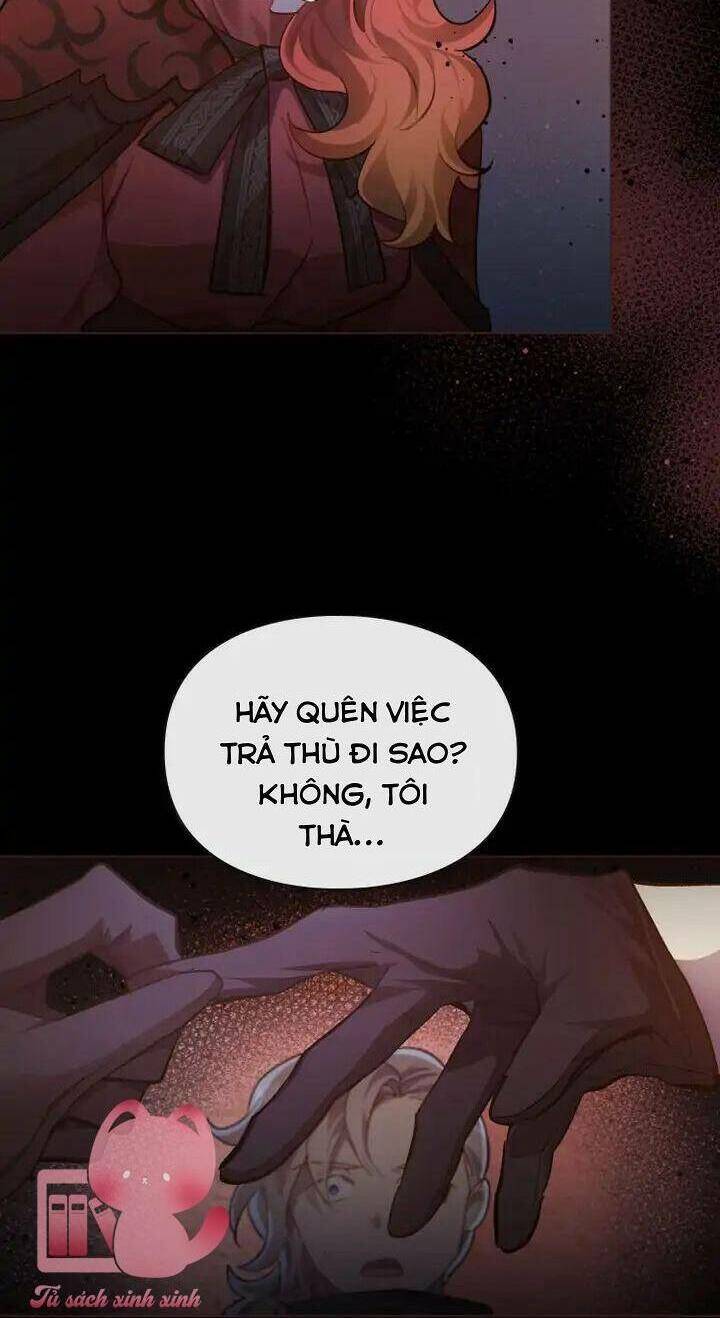 HÃY QUÊN VIỆC
TRẢ THÙ ĐI SAO?
KHÔNG, TÔI
THÀ...
Tủ sách xinh xinh